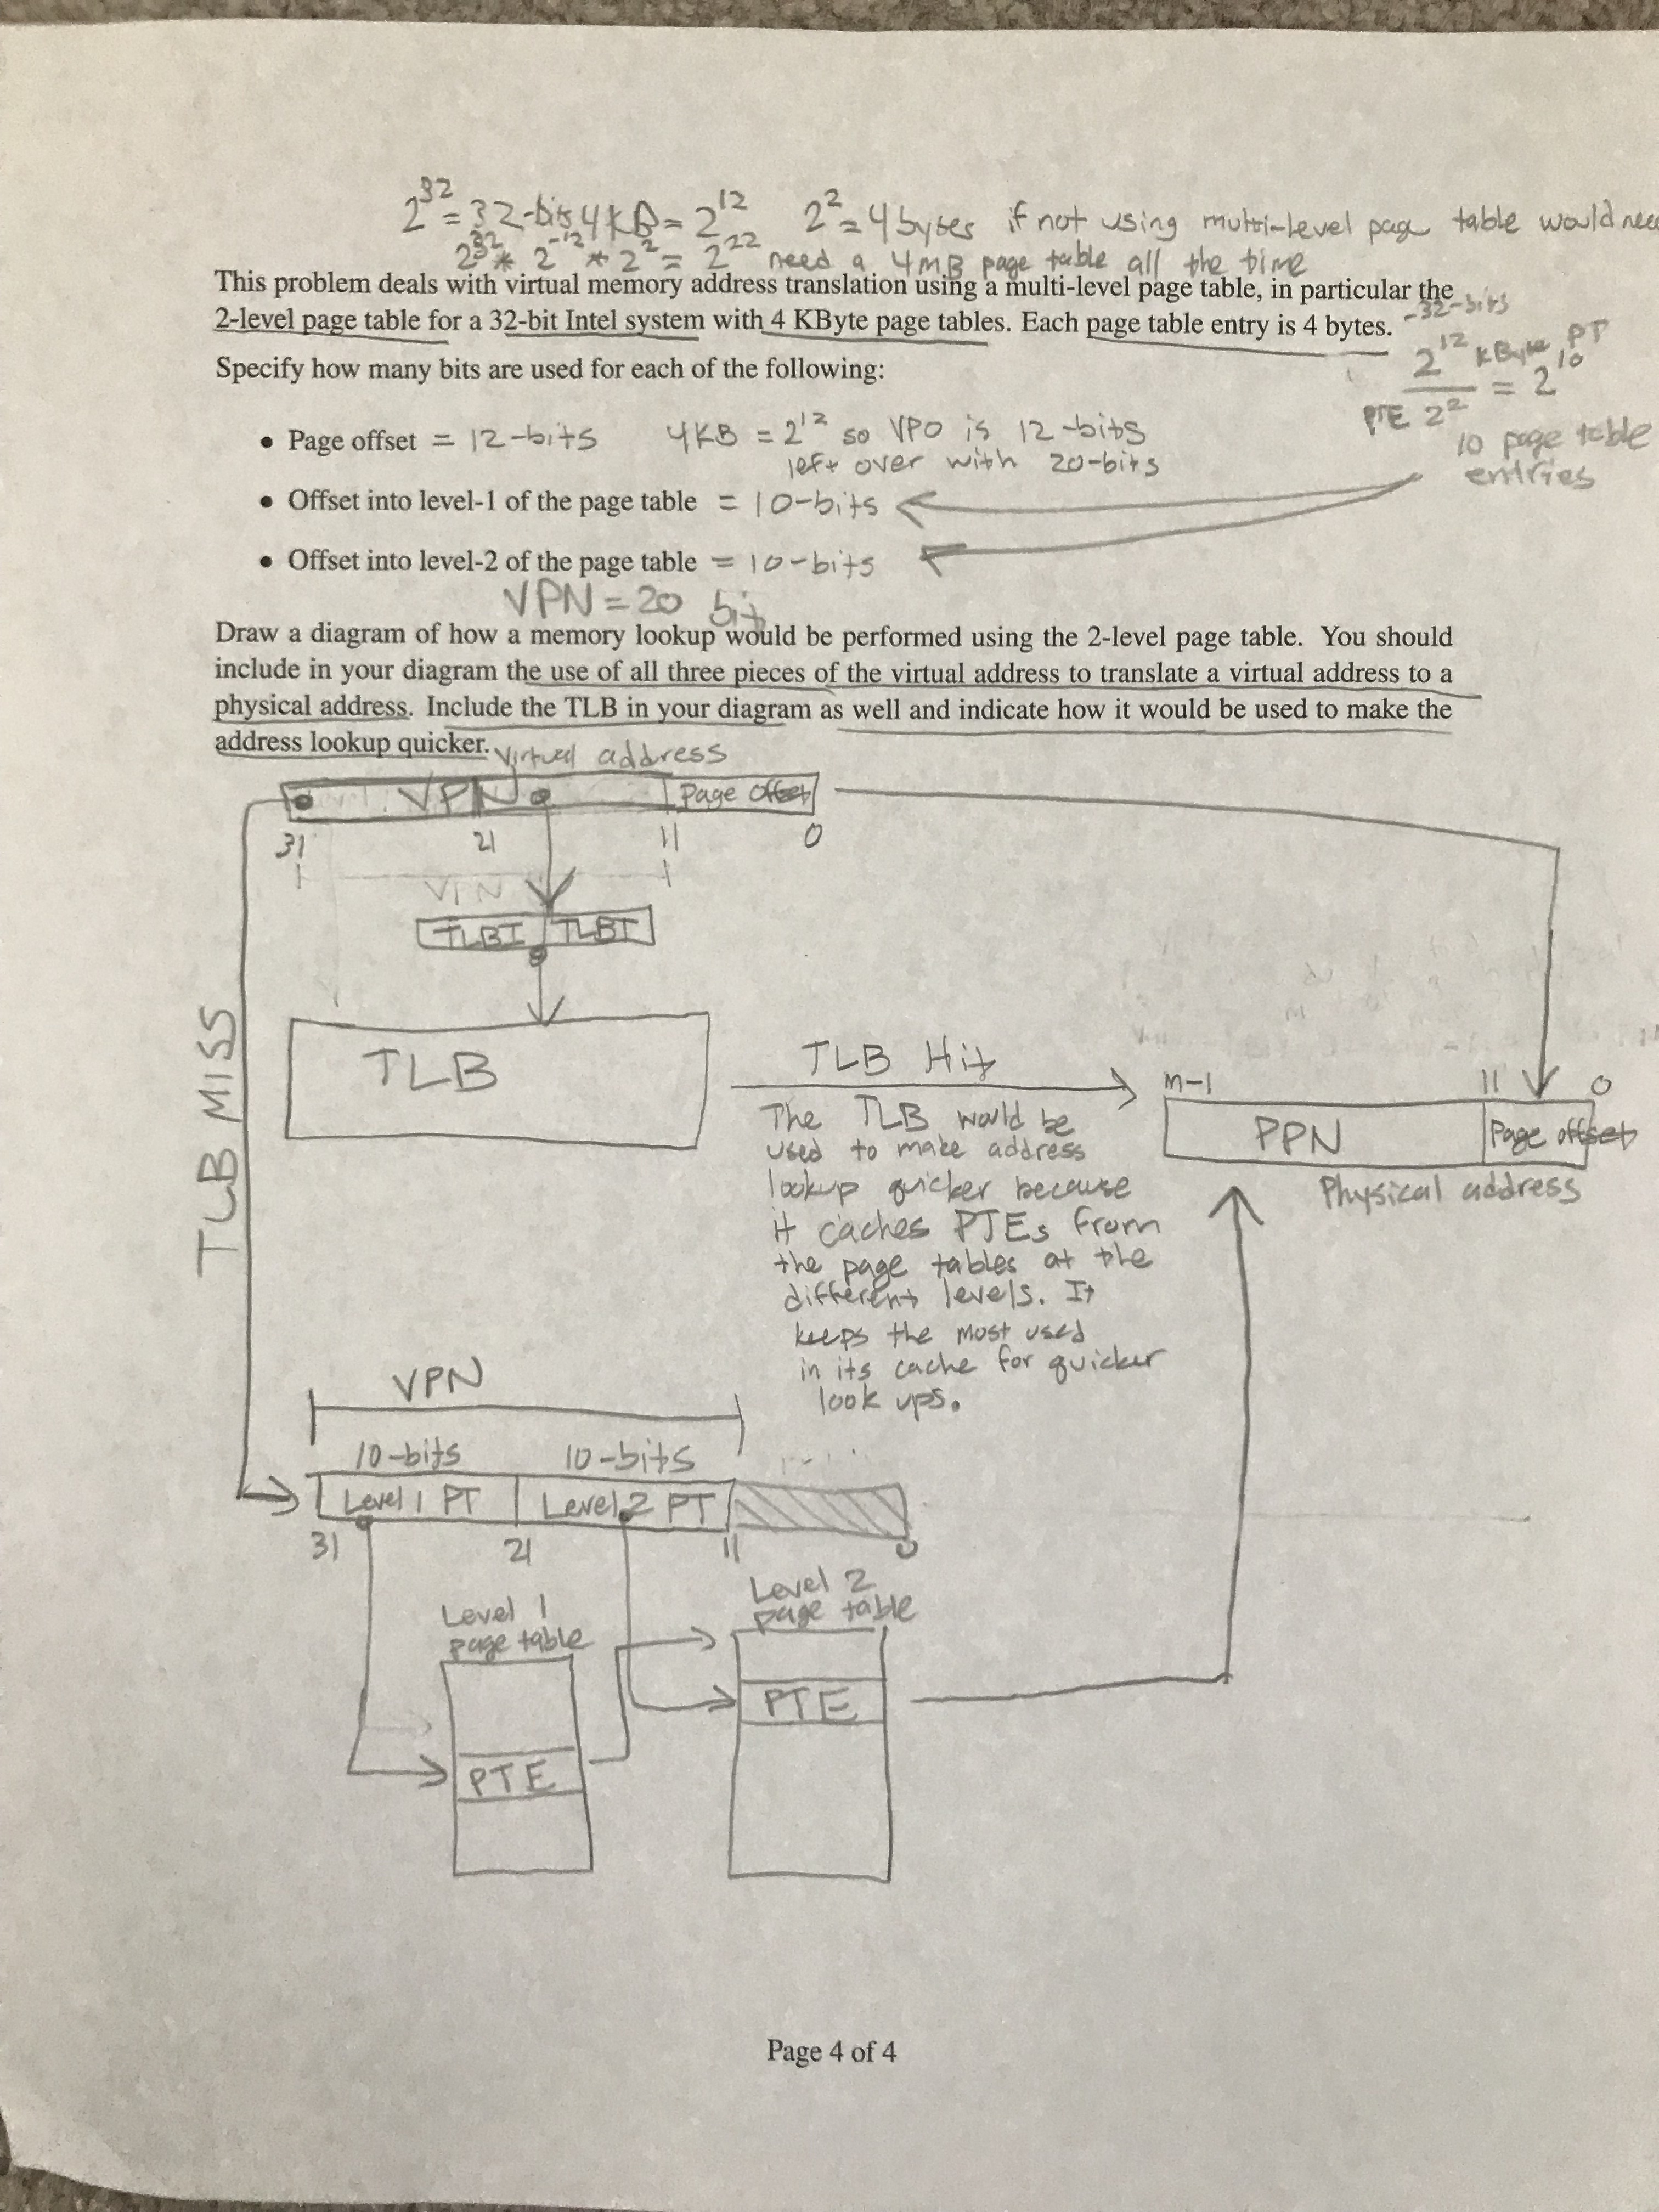 2^32 = 32-bits 4KB = 2^12 2^2 = 4 bytes if not using multi-level page table would need
2^32 * 2^-12 * 2^2 = 2^22 need a 4MB page table all the time
This problem deals with virtual memory address translation using a multi-level page table, in particular the
2-level page table for a 32-bit Intel system with 4 KByte page tables. Each page table entry is 4 bytes.
-32-bits
2^12 KByte PT
PTE 2^2 = 2^10
10 page table
entries
Specify how many bits are used for each of the following:
• Page offset = 12-bits 4KB = 2^12 so VPO is 12-bits
left over with 20-bits
• Offset into level-1 of the page table = 10-bits
• Offset into level-2 of the page table = 10-bits
VPN = 20 bit
Draw a diagram of how a memory lookup would be performed using the 2-level page table. You should
include in your diagram the use of all three pieces of the virtual address to translate a virtual address to a
physical address. Include the TLB in your diagram as well and indicate how it would be used to make the
address lookup quicker.
Virtual address
VPN Page Offset
31 21 11 0
VPN
TLBI TLBT
TLB
TLB MISS
TLB Hit
The TLB would be
used to make address
lookup quicker because
it caches PTEs from
the page tables at the
different levels. It
keeps the most used
in its cache for quicker
look ups.
m-1 11 0
PPN Page offset
Physical address
VPN
10-bits 10-bits
Level 1 PT Level 2 PT
31 21 11 0
Level 1
page table
PTE
Level 2
page table
PTE
Page 4 of 4